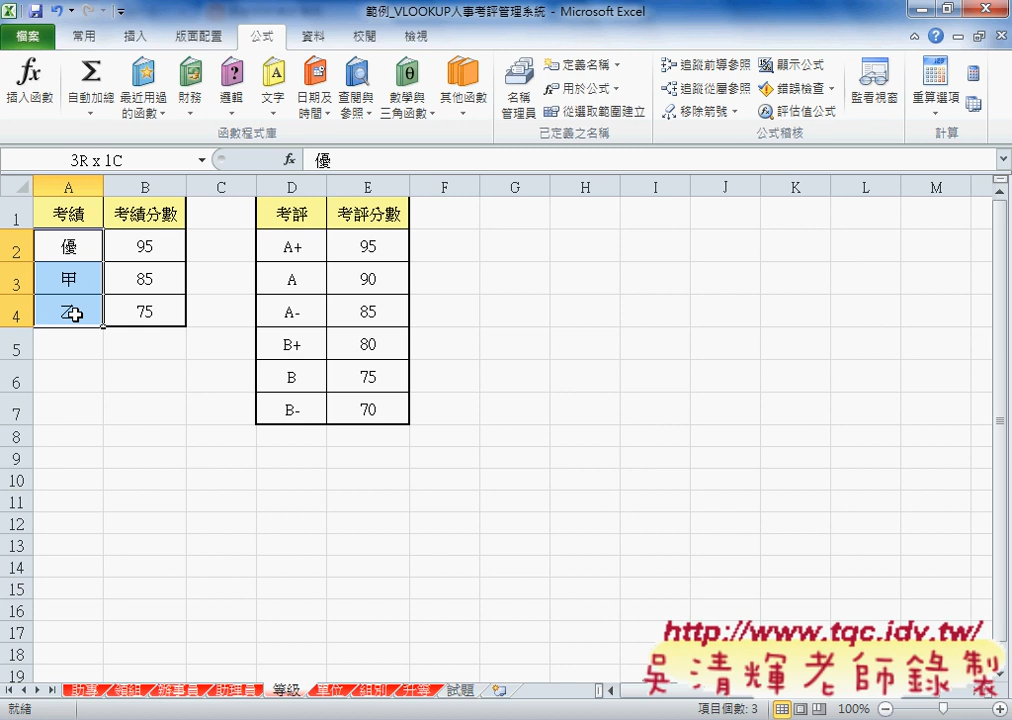 範例_VLOOKUP人事考評管理系統 - Microsoft Excel
檔案 常用 插入 版面配置 公式 資料 校閱 檢視
插入函數 自動加總 最近用過的函數 財務 邏輯 文字 日期及時間 查閱與參照 數學與三角函數 其他函數 名稱管理員 定義名稱 用於公式 從選取範圍建立 追蹤前導參照 追蹤從屬參照 移除箭號 顯示公式 錯誤檢查 評估值公式 監看視窗 重算選項
函數程式庫 已定義之名稱 公式稽核 計算
3R x 1C fx 優
A B C D E F G H I J K L M
1 考績 考績分數 考評 考評分數
2 優 95 A+ 95
3 甲 85 A 90
4 乙 75 A- 85
5 B+ 80
6 B 75
7 B- 70
8
9
10
11
12
13
14
15
16
17
18
19
http://www.tqc.idv.tw/
吳清輝老師錄製
助專 領組 辦事員 助理員 等級 單位 組別 升等 試題
就緒 項目個數: 3 100%